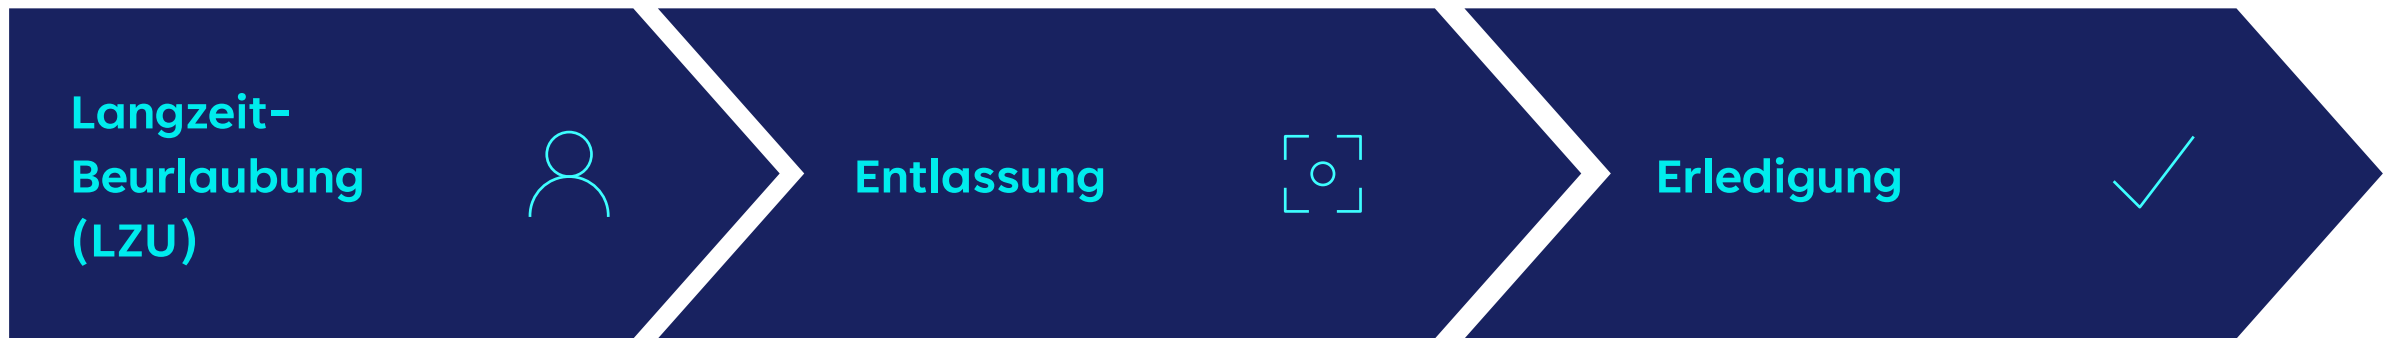 Langzeit-
Beurlaubung
(LZU)
Entlassung
Erledigung